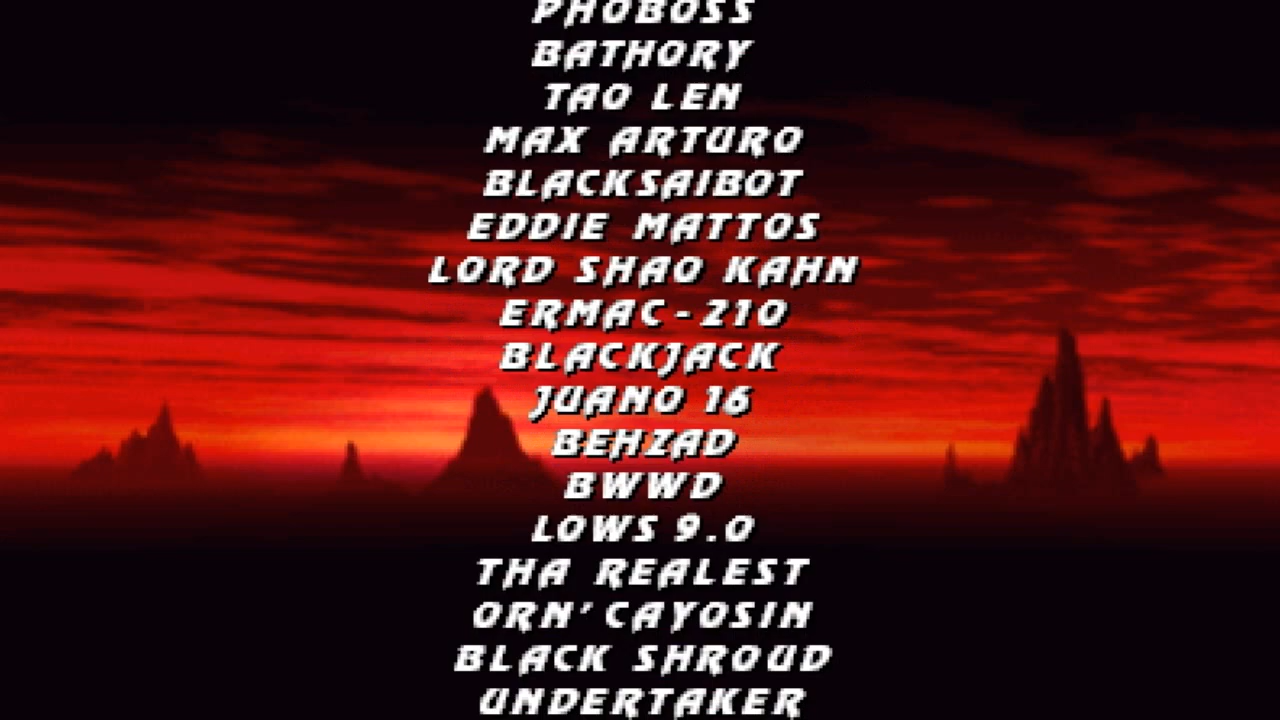 PHOBOSS
BATHORY
TAO LEN
MAX ARTURO
BLACKSAIBOT
EDDIE MATTOS
LORD SHAO KAHN
ERMAC-210
BLACKJACK
JUANO 16
BEHZAD
BWWD
LOWS 9.0
THA REALEST
ORN'CAYOSIN
BLACK SHROUD
UNDERTAKER